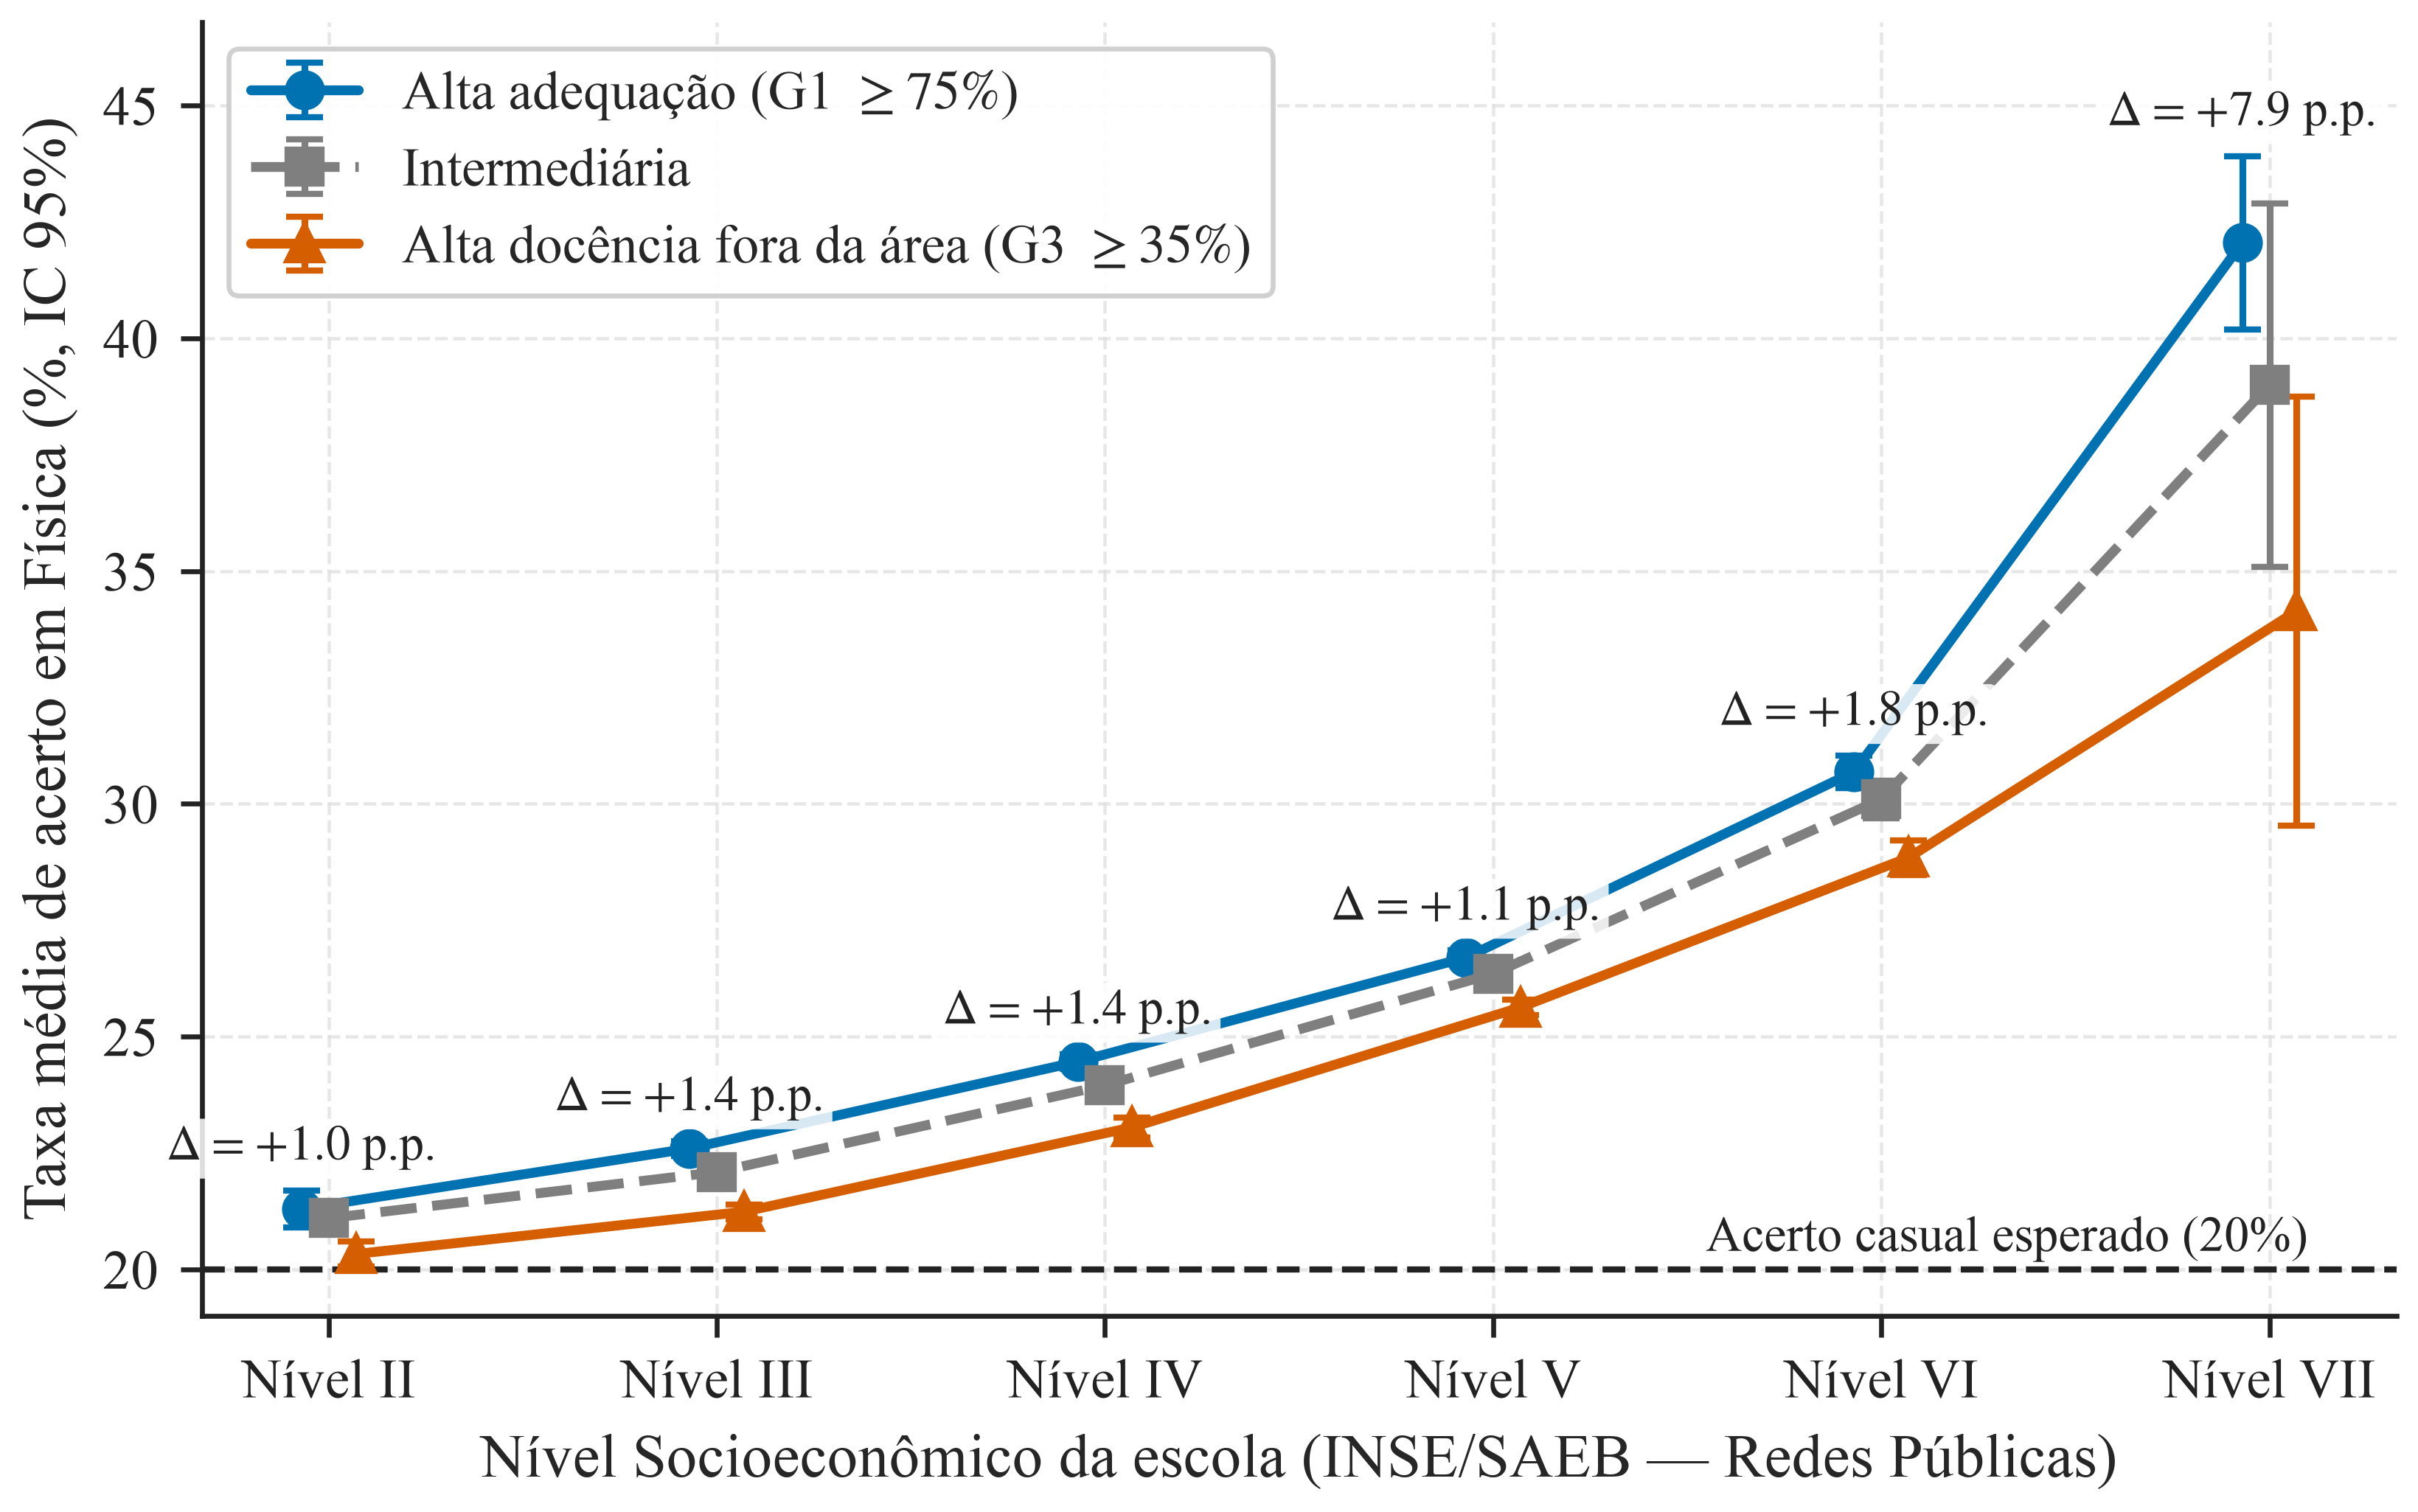 Taxa média de acerto em Física (%, IC 95%)
45
40
35
30
25
20
Alta adequação (G1 ≥ 75%)
Intermediária
Alta docência fora da área (G3 ≥ 35%)
Δ = +7.9 p.p.
Δ = +1.8 p.p.
Δ = +1.1 p.p.
Δ = +1.4 p.p.
Δ = +1.4 p.p.
Δ = +1.0 p.p.
Acerto casual esperado (20%)
Nível II
Nível III
Nível IV
Nível V
Nível VI
Nível VII
Nível Socioeconômico da escola (INSE/SAEB — Redes Públicas)